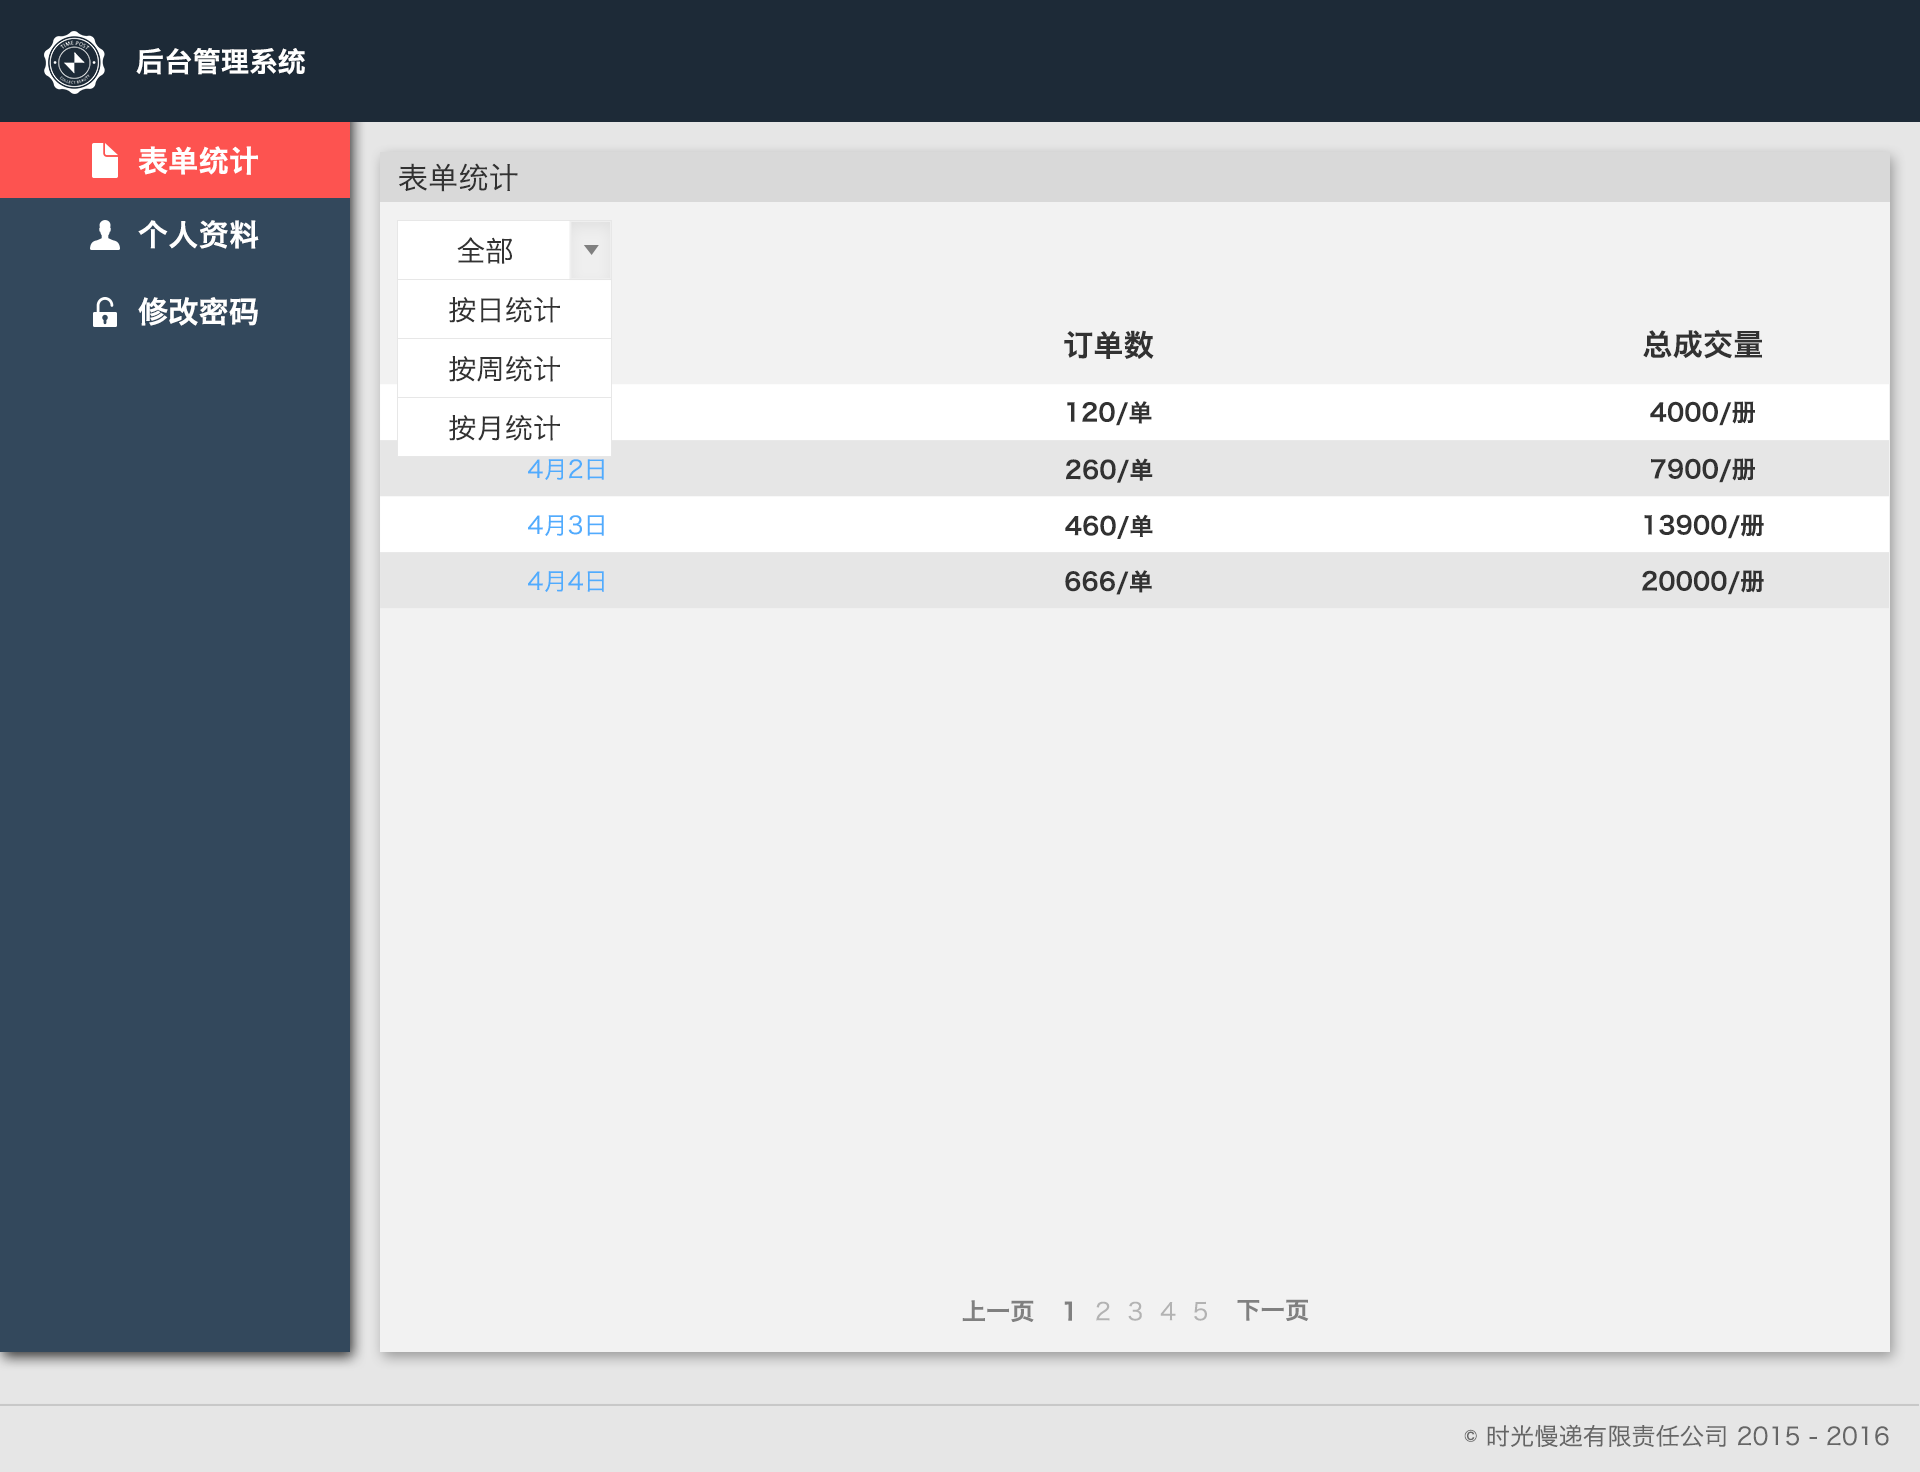 TIME POST
后台管理系统
表单统计
个人资料
修改密码
表单统计
全部
按日统计
按周统计
按月统计
订单数 总成交量
120/单 4000/册
4月2日 260/单 7900/册
4月3日 460/单 13900/册
4月4日 666/单 20000/册
上一页 1 2 3 4 5 下一页
© 时光慢递有限责任公司 2015 - 2016